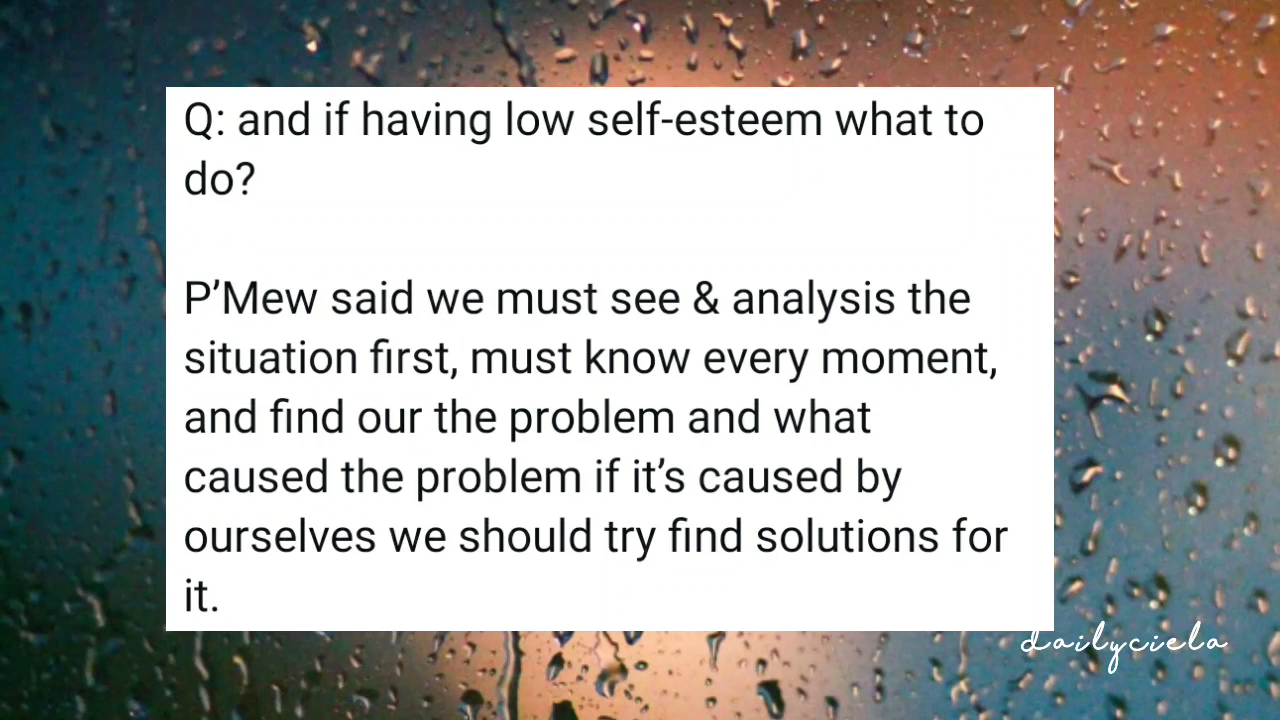 Q: and if having low self-esteem what to
do?
P’Mew said we must see & analysis the
situation first, must know every moment,
and find our the problem and what
caused the problem if it’s caused by
ourselves we should try find solutions for
it.
dailyciela